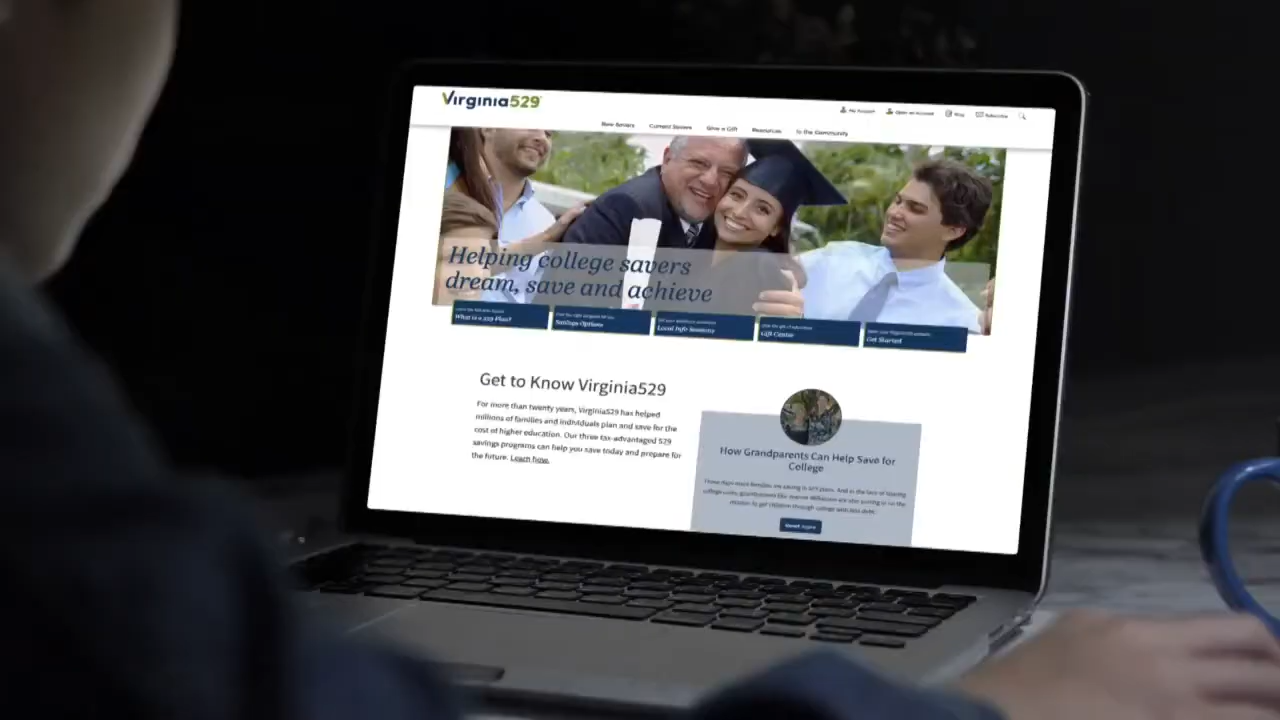 Virginia529
My Account Open an Account Blog Subscribe
New Savers Current Savers Give a Gift Resources In the Community
Helping college savers
dream, save and achieve
What is a 529 Plan?
Savings Options
Local Info Sessions
Gift Center
Get Started
Get to Know Virginia529
For more than twenty years, Virginia529 has helped
millions of families and individuals plan and save for the
cost of higher education. Our three tax-advantaged 529
savings programs can help you save today and prepare for
the future. Learn how.
How Grandparents Can Help Save for
College
Read More